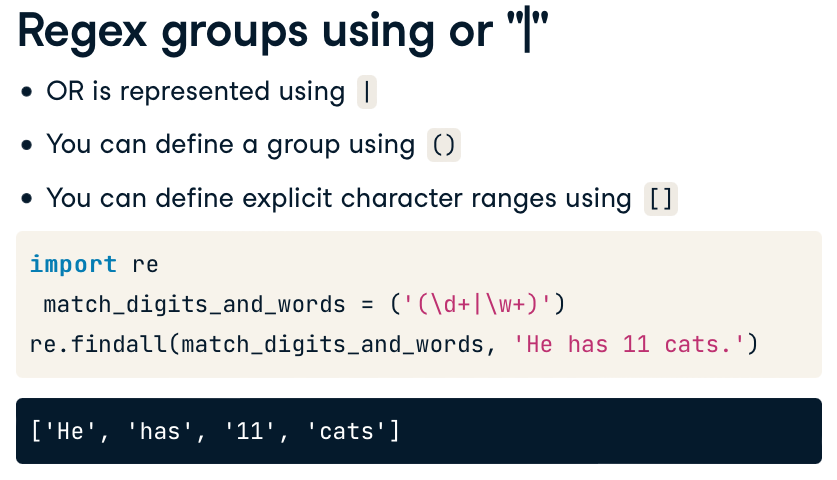 Regex groups using or "|"
• OR is represented using |
• You can define a group using ()
• You can define explicit character ranges using []
import re
 match_digits_and_words = ('(\d+|\w+)')
re.findall(match_digits_and_words, 'He has 11 cats.')
['He', 'has', '11', 'cats']